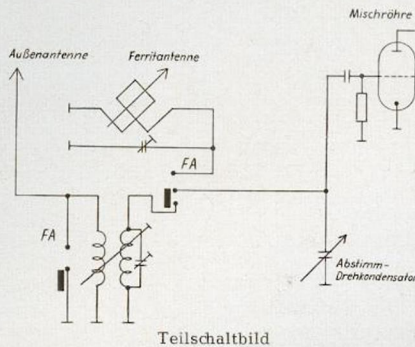 Mischröhre
Außenantenne
Ferritantenne
FA
FA
Abstimm-
Drehkondensator
Teilschaltbild